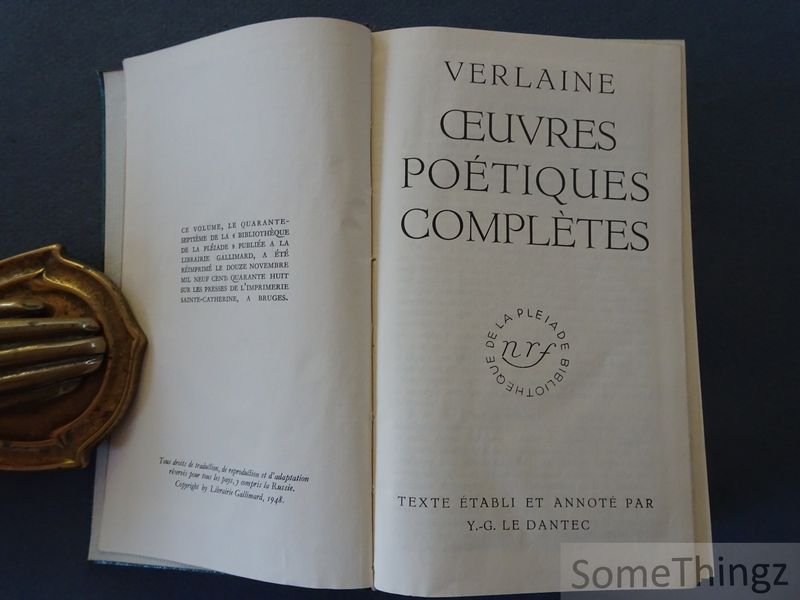 CE VOLUME, LE QUARANTE-
SEPTIÈME DE LA « BIBLIOTHÈQUE
DE LA PLÉIADE » PUBLIÉE A LA
LIBRAIRIE GALLIMARD, A ÉTÉ
RÉIMPRIMÉ LE DOUZE NOVEMBRE
MIL NEUF CENT QUARANTE HUIT
SUR LES PRESSES DE L'IMPRIMERIE
SAINTE-CATHERINE, A BRUGES.
Tous droits de traduction, de reproduction et d'adaptation
réservés pour tous les pays, y compris la Russie.
Copyright by Librairie Gallimard, 1948.
VERLAINE
ŒUVRES
POÉTIQUES
COMPLÈTES
BIBLIOTHEQUE DE LA PLEIADE
nrf
TEXTE ÉTABLI ET ANNOTÉ PAR
Y.-G. LE DANTEC
SomeThingz